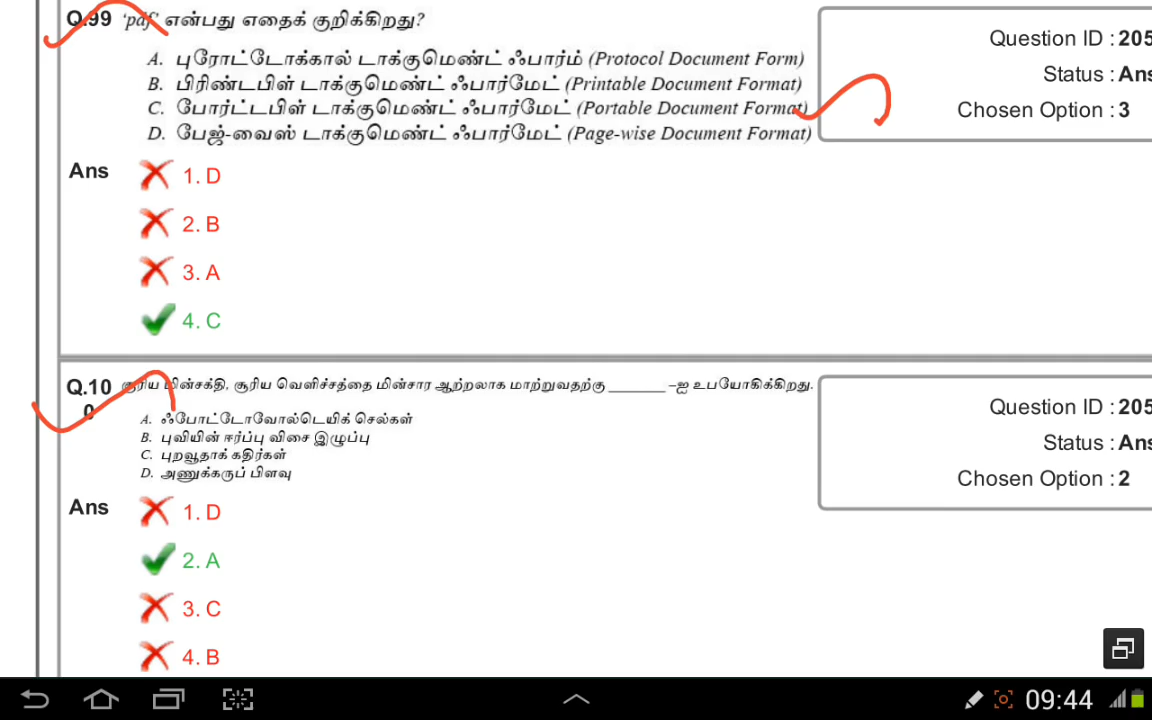 Q.99 'pdf' என்பது எதைக் குறிக்கிறது?
A. புரோட்டோக்கால் டாக்குமெண்ட் ஃபார்ம் (Protocol Document Form)
B. பிரிண்டபிள் டாக்குமெண்ட் ஃபார்மேட் (Printable Document Format)
C. போர்ட்டபிள் டாக்குமெண்ட் ஃபார்மேட் (Portable Document Format)
D. பேஜ்-வைஸ் டாக்குமெண்ட் ஃபார்மேட் (Page-wise Document Format)
Question ID : 205
Status : Ans
Chosen Option : 3
Ans
1. D
2. B
3. A
4. C
Q.10
0
சூரிய மின்சக்தி, சூரிய வெளிச்சத்தை மின்சார ஆற்றலாக மாற்றுவதற்கு _______ –ஐ உபயோகிக்கிறது.
A. ஃபோட்டோவோல்டெயிக் செல்கள்
B. புவியின் ஈர்ப்பு விசை இழுப்பு
C. புறவூதாக் கதிர்கள்
D. அணுக்கருப் பிளவு
Question ID : 205
Status : Ans
Chosen Option : 2
Ans
1. D
2. A
3. C
4. B
09:44